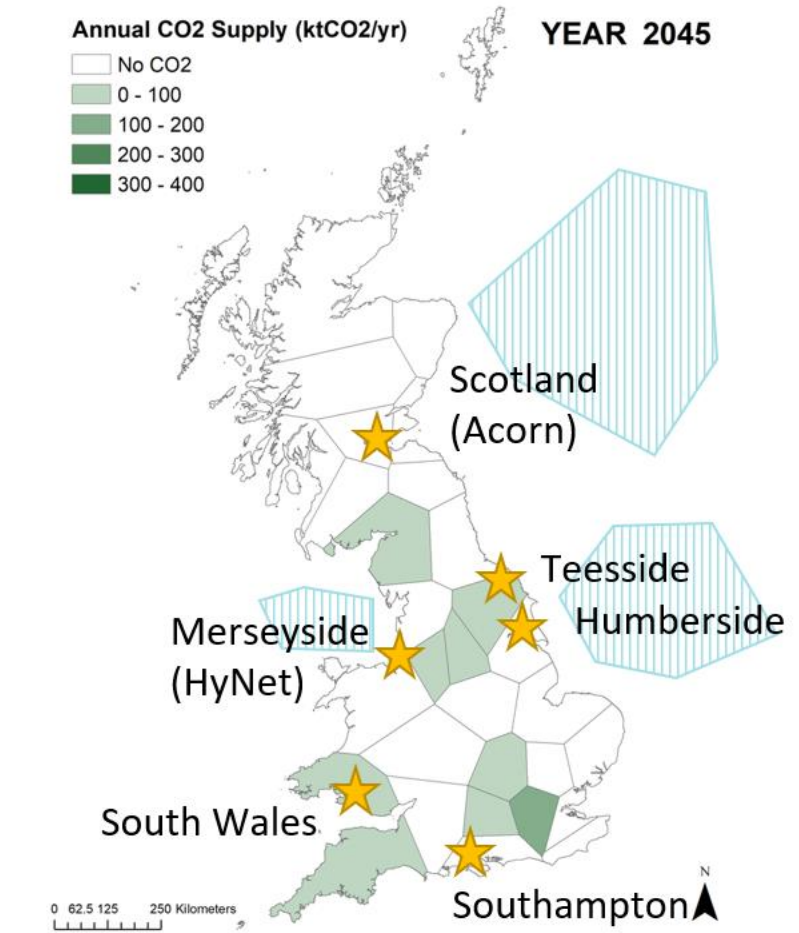 Annual CO2 Supply (ktCO2/yr)
YEAR 2045
No CO2
0 - 100
100 - 200
200 - 300
300 - 400
Scotland
(Acorn)
Teesside
Humberside
Merseyside
(HyNet)
South Wales
Southampton
N
0 62.5 125 250 Kilometers